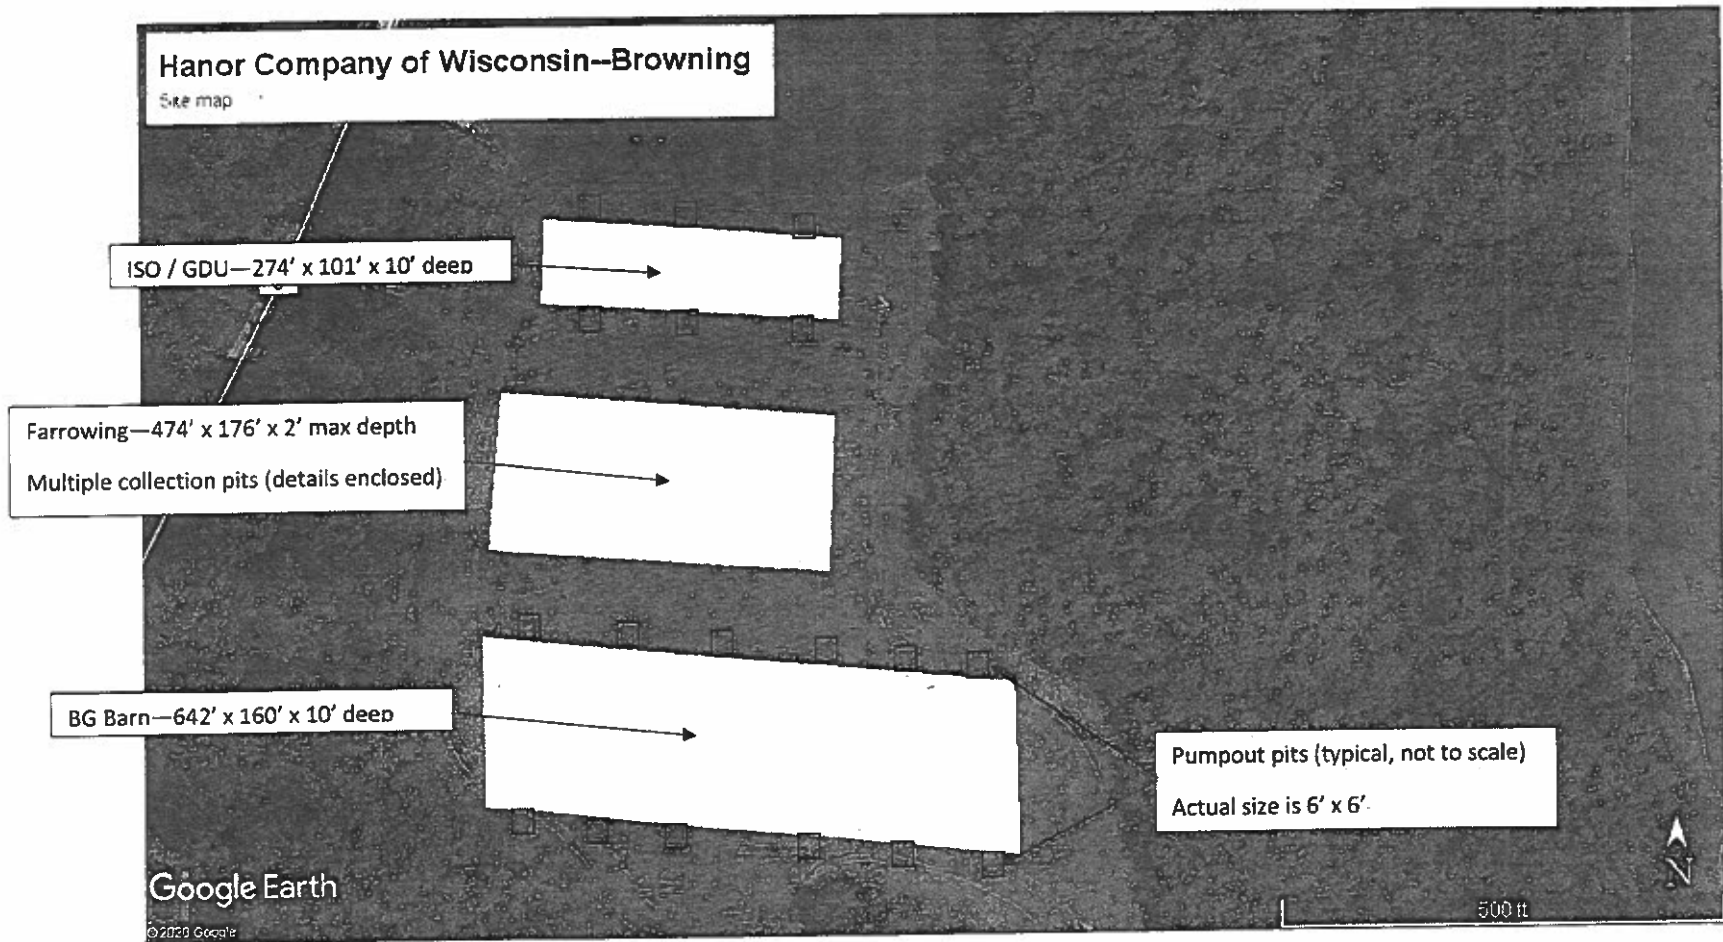 Hanor Company of Wisconsin--Browning
Site map
ISO / GDU—274' x 101' x 10' deep
Farrowing—474' x 176' x 2' max depth
Multiple collection pits (details enclosed)
BG Barn—642' x 160' x 10' deep
Pumpout pits (typical, not to scale)
Actual size is 6' x 6'
N
Google Earth
500 ft
©2020 Google